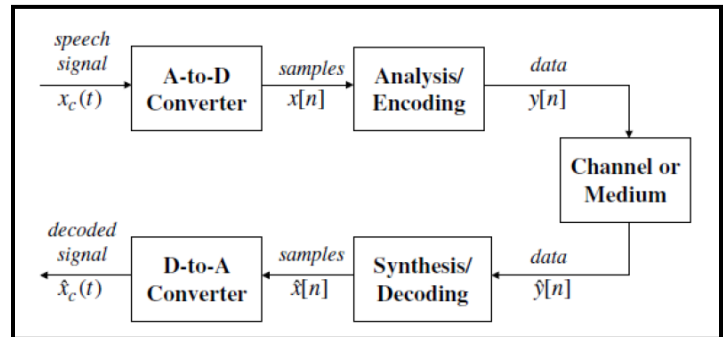 speech
signal
x_c(t)
A-to-D
Converter
samples
x[n]
Analysis/
Encoding
data
y[n]
Channel or
Medium
decoded
signal
x̂_c(t)
D-to-A
Converter
samples
x̂[n]
Synthesis/
Decoding
data
ŷ[n]